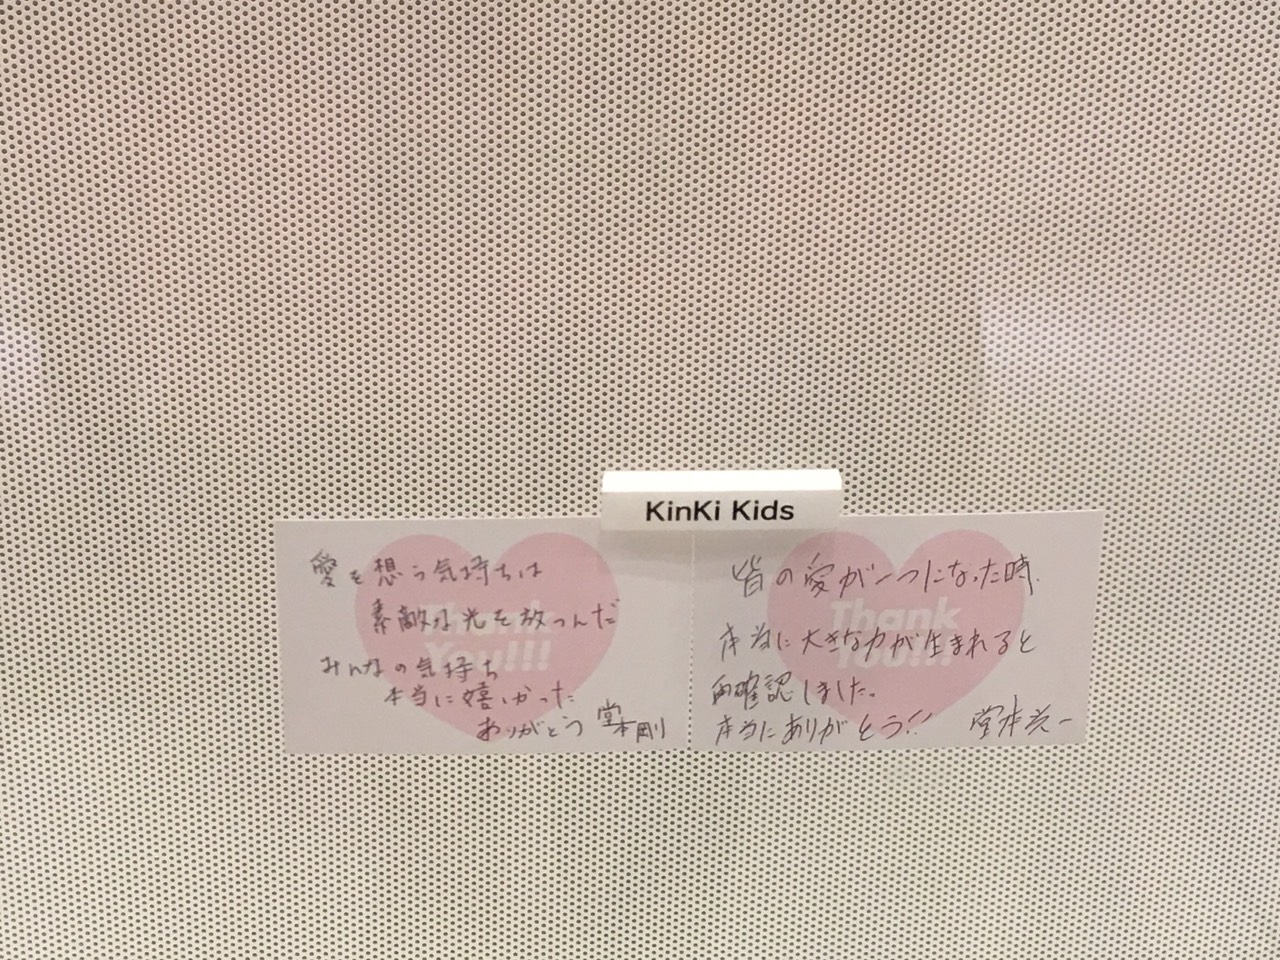 KinKi Kids
Thank
You!!!
愛を想う気持ちは
素敵な光を放つんだ
みんなの気持ち
本当に嬉しかった
ありがとう 堂本剛
Thank
You!!!
皆の愛が一つになった時
本当に大きな力が生まれると
再確認しました。
本当にありがとう!! 堂本光一